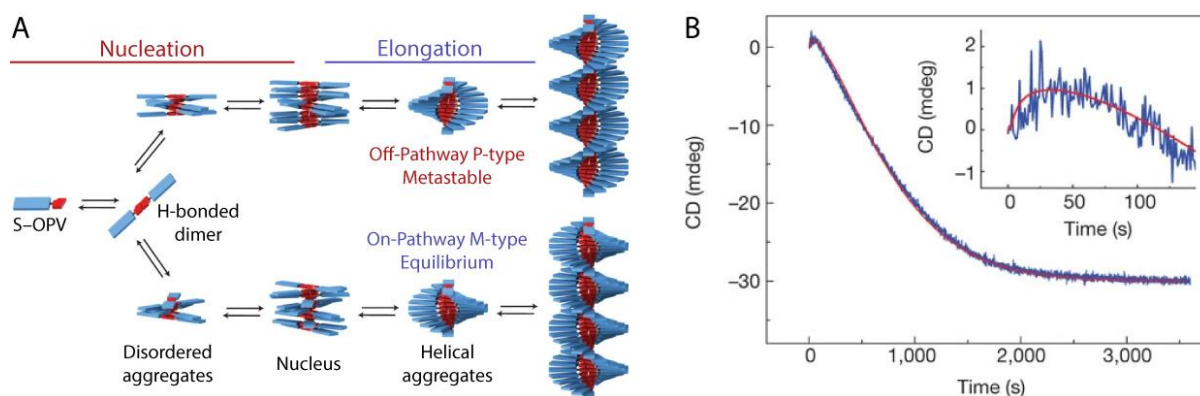 A
Nucleation
Elongation
Off-Pathway P-type
Metastable
S–OPV
H-bonded
dimer
On-Pathway M-type
Equilibrium
Disordered
aggregates
Nucleus
Helical
aggregates
B
CD (mdeg)
0
−10
−20
−30
0
1,000
2,000
3,000
Time (s)
CD (mdeg)
2
1
0
−1
0
50
100
Time (s)